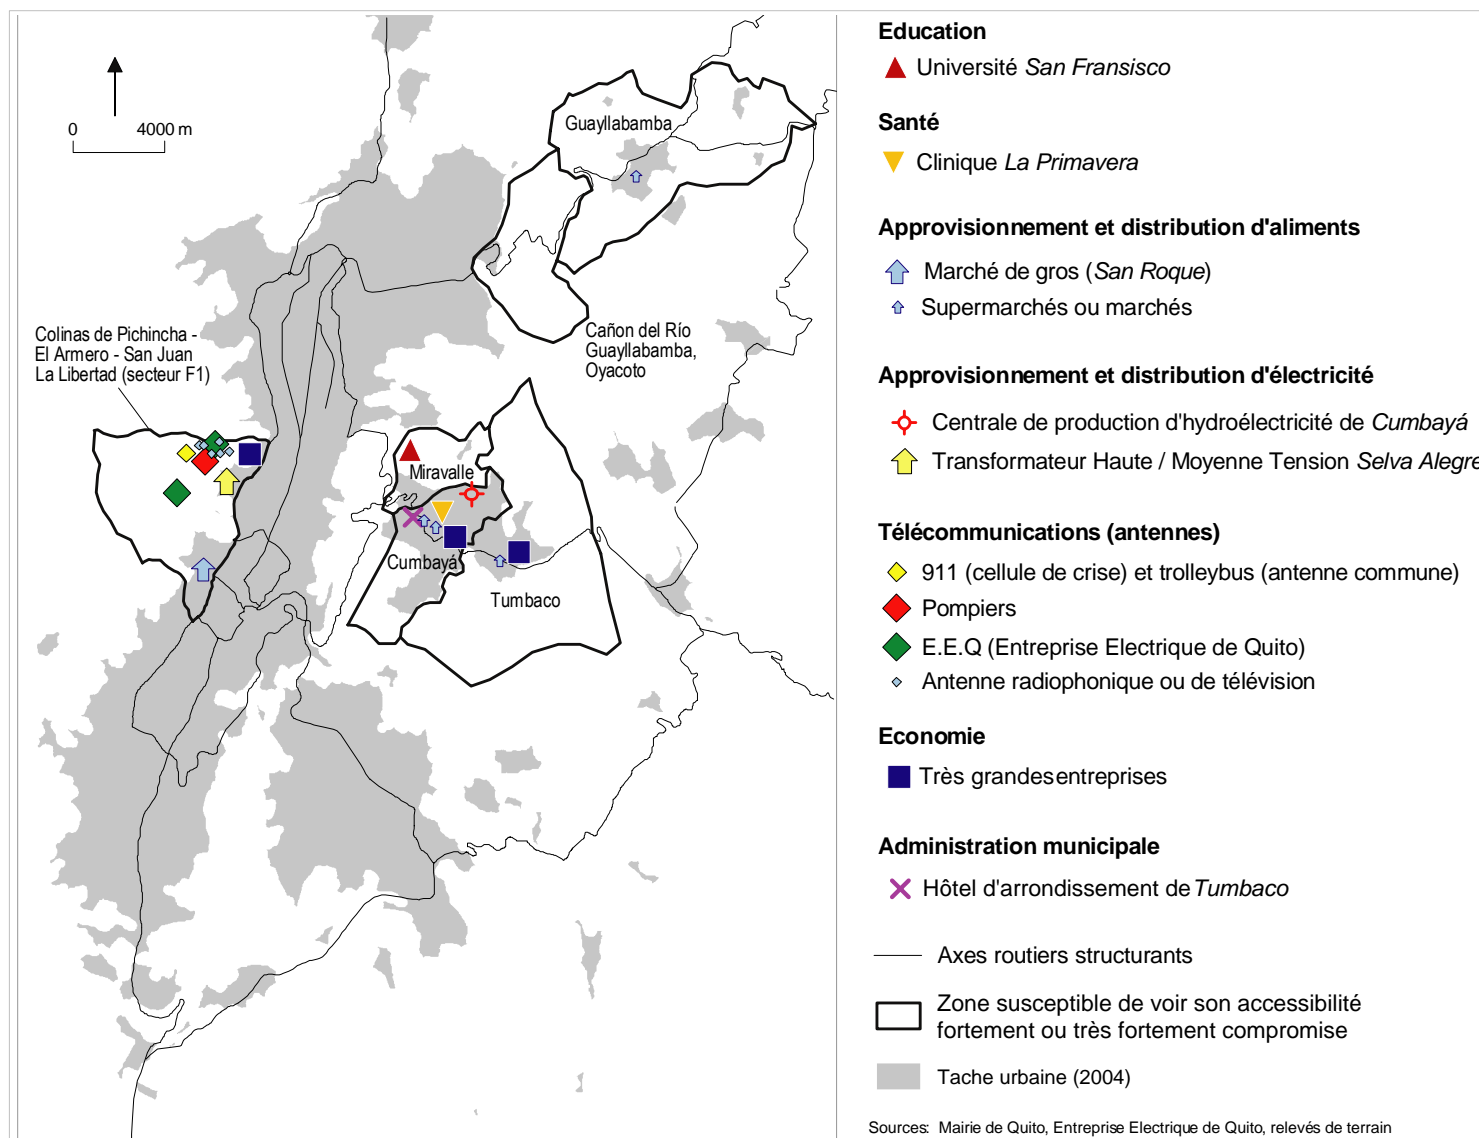 0 4000 m
Guayllabamba
Cañon del Río
Guayllabamba,
Oyacoto
Colinas de Pichincha -
El Armero - San Juan
La Libertad (secteur F1)
Miravalle
Cumbayá
Tumbaco
Education
Université San Fransisco
Santé
Clinique La Primavera
Approvisionnement et distribution d'aliments
Marché de gros (San Roque)
Supermarchés ou marchés
Approvisionnement et distribution d'électricité
Centrale de production d'hydroélectricité de Cumbayá
Transformateur Haute / Moyenne Tension Selva Alegre
Télécommunications (antennes)
911 (cellule de crise) et trolleybus (antenne commune)
Pompiers
E.E.Q (Entreprise Electrique de Quito)
Antenne radiophonique ou de télévision
Economie
Très grandes entreprises
Administration municipale
Hôtel d'arrondissement de Tumbaco
Axes routiers structurants
Zone susceptible de voir son accessibilité
fortement ou très fortement compromise
Tache urbaine (2004)
Sources: Mairie de Quito, Entreprise Electrique de Quito, relevés de terrain